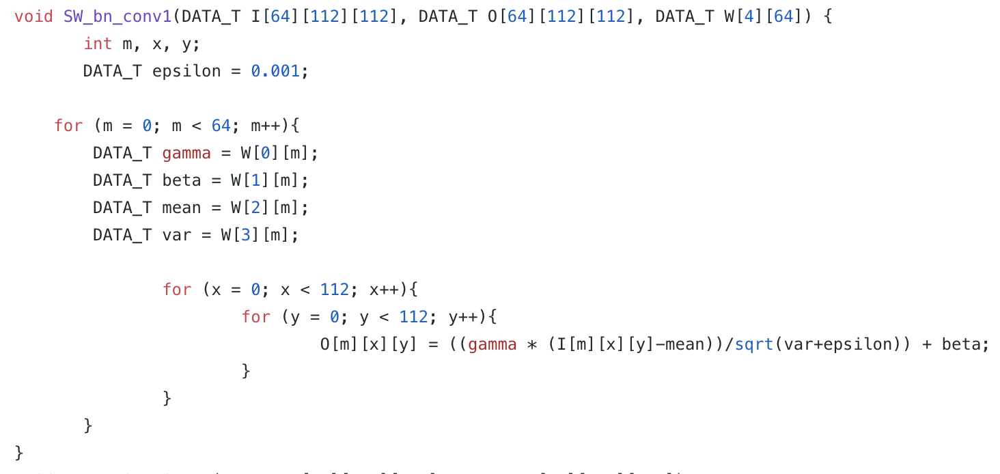 void SW_bn_conv1(DATA_T I[64][112][112], DATA_T O[64][112][112], DATA_T W[4][64]) {
       int m, x, y;
       DATA_T epsilon = 0.001;

    for (m = 0; m < 64; m++){
        DATA_T gamma = W[0][m];
        DATA_T beta = W[1][m];
        DATA_T mean = W[2][m];
        DATA_T var = W[3][m];

               for (x = 0; x < 112; x++){
                       for (y = 0; y < 112; y++){
                               O[m][x][y] = ((gamma * (I[m][x][y]-mean))/sqrt(var+epsilon)) + beta;
                       }
               }
       }
}